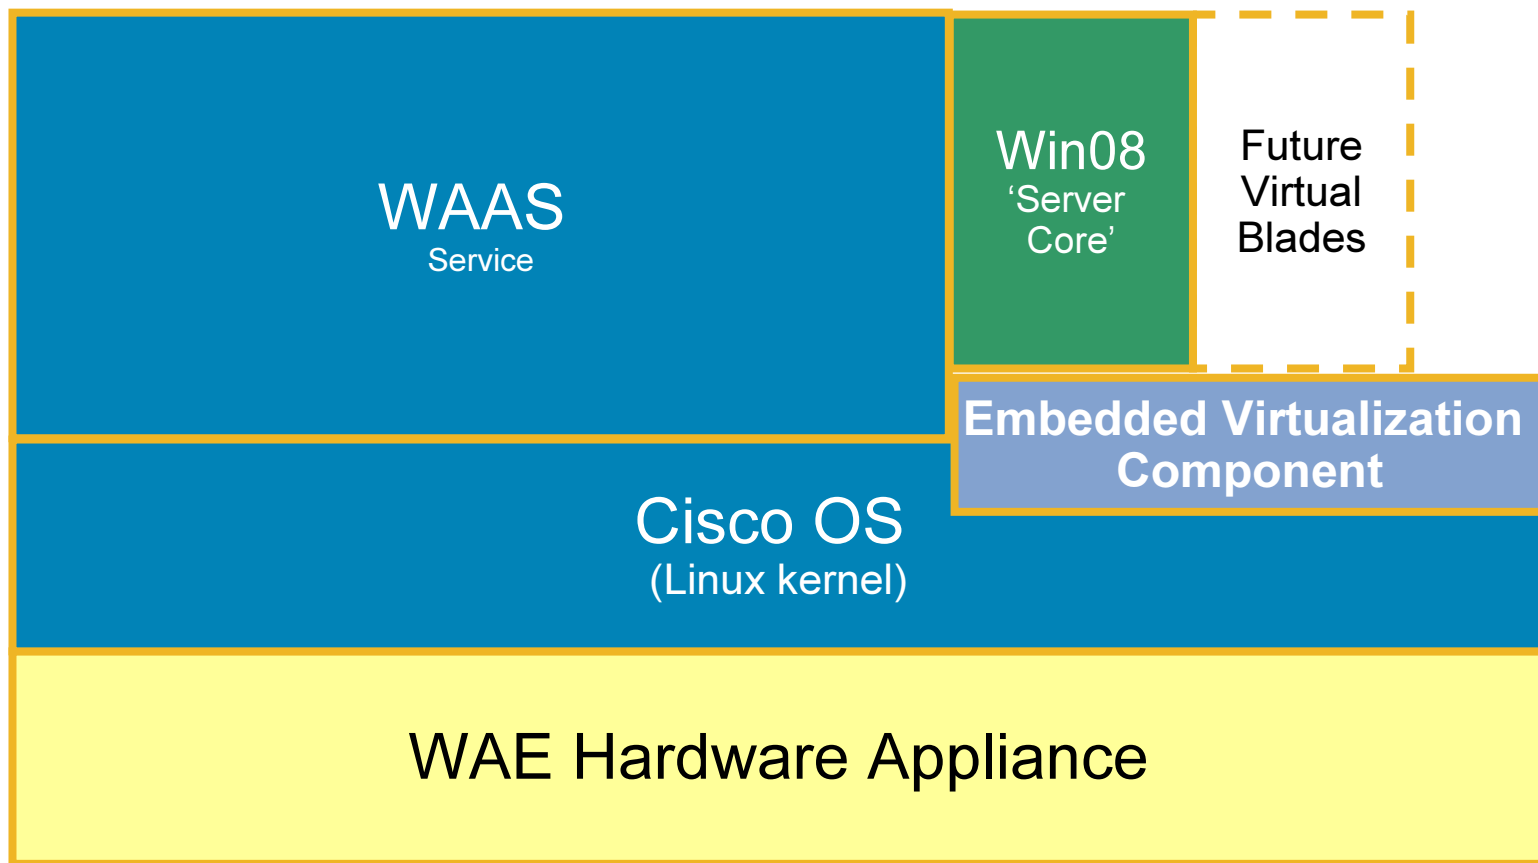 WAAS
Service
Win08
‘Server
Core’
Future
Virtual
Blades
Embedded Virtualization
Component
Cisco OS
(Linux kernel)
WAE Hardware Appliance